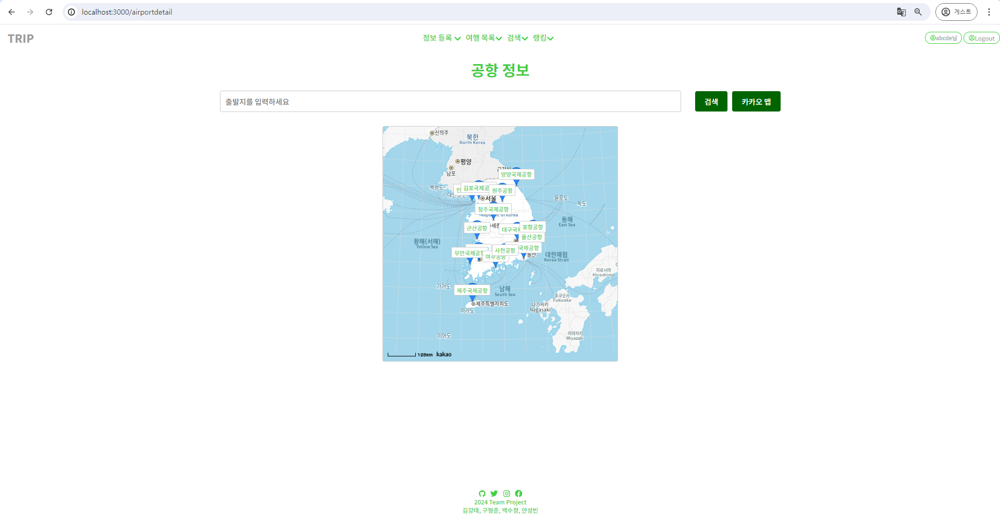 localhost:3000/airportdetail
게스트
TRIP
정보 등록 여행 목록 검색 랭킹
abcde님 Logout
공항 정보
출발지를 입력하세요 검색 카카오 맵
신의주
북한
North Korea
평양
남포
양양국제공항
백령도
김포국제공
원주공항
서울
울릉도
독도
청주국제공항
Republic of Korea
동해
East Sea
군산공항
대구국제
포항공항
울산공항
황해(서해)
Yellow Sea
무안국제공항
여수공항
사천공항
국제공항
울산
대한해협
Korea Strait
히로시마
Hiroshima
가거도
남해
South Sea
제주국제공항
제주특별자치도
마라도
후쿠오카
Fukuoka
나가사키
Nagasaki
이어도
미야자키
Miyazaki
128km kakao
2024 Team Project
김강태, 구형준, 백수정, 안성빈